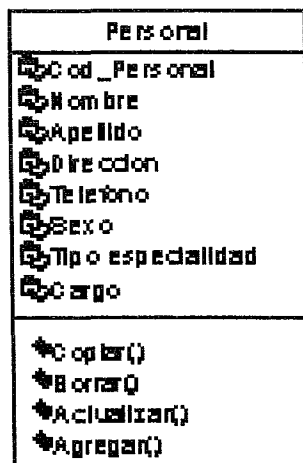 Personal
Cod_Personal
Nombre
Apellido
Direccion
Telefono
Sexo
Tipo especialidad
Cargo
Copiar()
Borrar()
Actualizar()
Agregar()